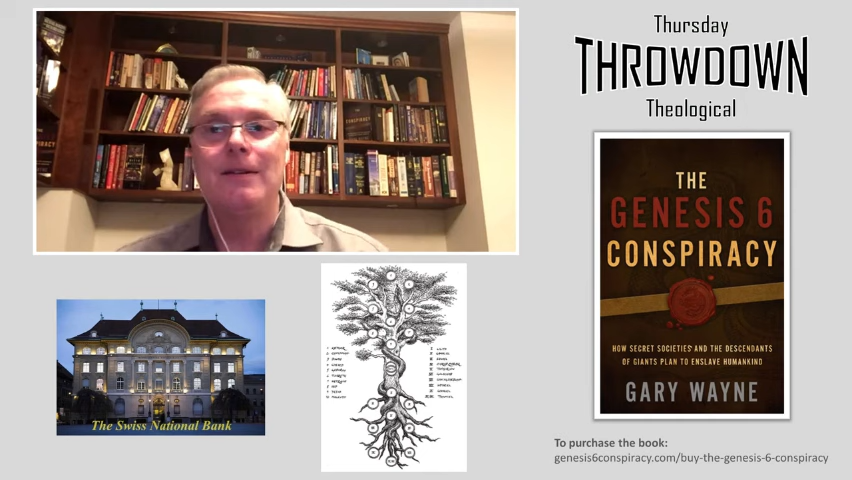 Thursday
THROWDOWN
Theological
THE
GENESIS 6
CONSPIRACY
HOW SECRET SOCIETIES AND THE DESCENDANTS
OF GIANTS PLAN TO ENSLAVE HUMANKIND
GARY WAYNE
To purchase the book:
genesis6conspiracy.com/buy-the-genesis-6-conspiracy
The Swiss National Bank